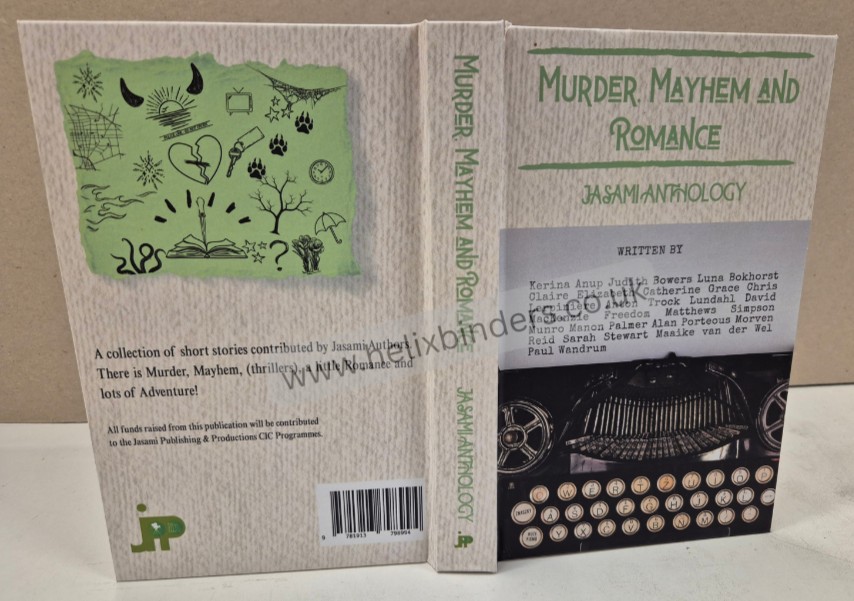 A collection of short stories contributed by Jasami Authors
There is Murder, Mayhem, (thrillers), a little Romance and
lots of Adventure!
All funds raised from this publication will be contributed
to the Jasami Publishing & Productions CIC Programmes.
JPP
MURDER, MAYHEM AND ROMANCE JASAMI ANTHOLOGY
JPP
MURDER, MAYHEM AND
ROMANCE
JASAMI ANTHOLOGY
WRITTEN BY
Kerina Anup Judith Bowers Luna Bokhorst
Claire Elizabeth Catherine Grace Chris
Trock Lundahl David
MacKenzie Freedom Matthews Simpson
Munro Manon Palmer Alan Porteous Morven
Reid Sarah Stewart Maaike van der Wel
Paul Wandrum
Q W E R T Z U I O
A S D F G H J K L
Y X C V B N M
www.helixbinders.co.uk